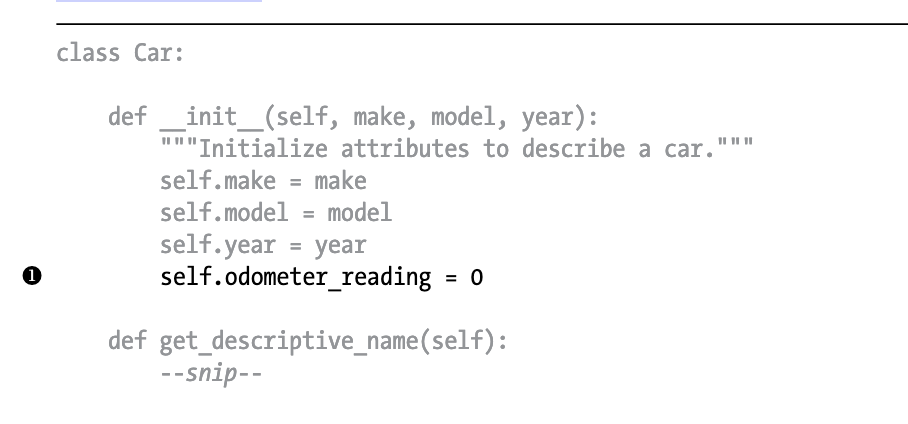 class Car:
    def __init__(self, make, model, year):
        """Initialize attributes to describe a car."""
        self.make = make
        self.model = model
        self.year = year
❶       self.odometer_reading = 0
    def get_descriptive_name(self):
        --snip--